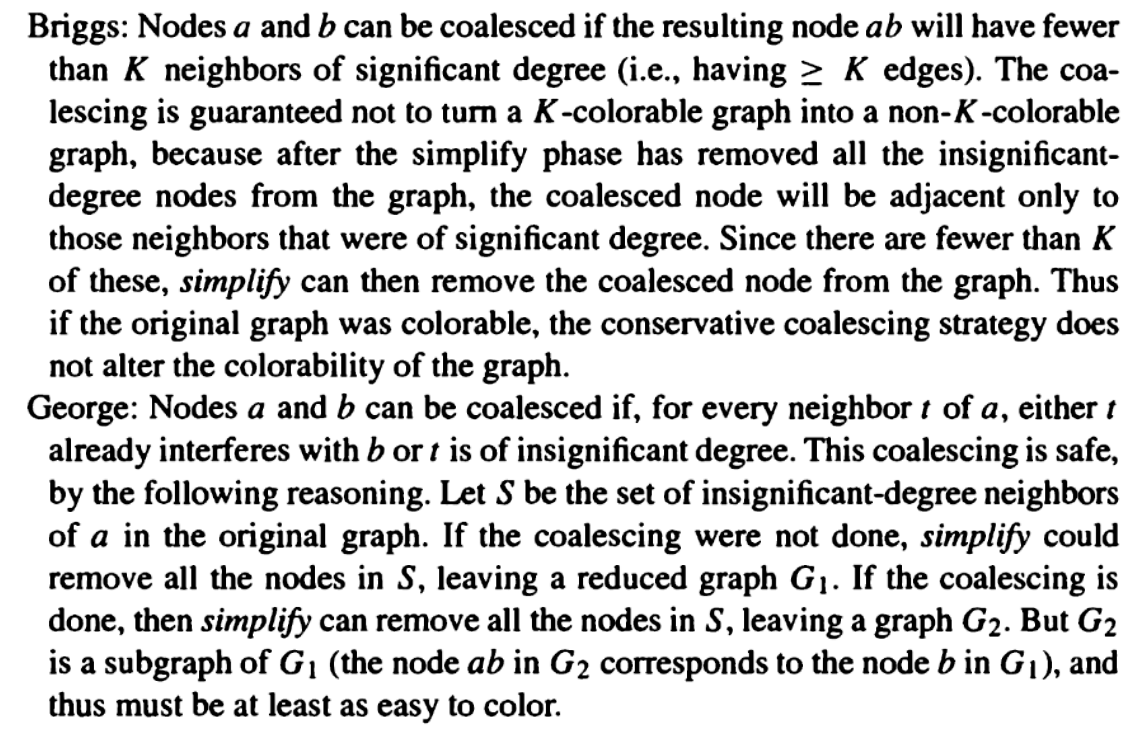 Briggs: Nodes a and b can be coalesced if the resulting node ab will have fewer
than K neighbors of significant degree (i.e., having ≥ K edges). The coa-
lescing is guaranteed not to turn a K-colorable graph into a non-K-colorable
graph, because after the simplify phase has removed all the insignificant-
degree nodes from the graph, the coalesced node will be adjacent only to
those neighbors that were of significant degree. Since there are fewer than K
of these, simplify can then remove the coalesced node from the graph. Thus
if the original graph was colorable, the conservative coalescing strategy does
not alter the colorability of the graph.
George: Nodes a and b can be coalesced if, for every neighbor t of a, either t
already interferes with b or t is of insignificant degree. This coalescing is safe,
by the following reasoning. Let S be the set of insignificant-degree neighbors
of a in the original graph. If the coalescing were not done, simplify could
remove all the nodes in S, leaving a reduced graph G₁. If the coalescing is
done, then simplify can remove all the nodes in S, leaving a graph G₂. But G₂
is a subgraph of G₁ (the node ab in G₂ corresponds to the node b in G₁), and
thus must be at least as easy to color.